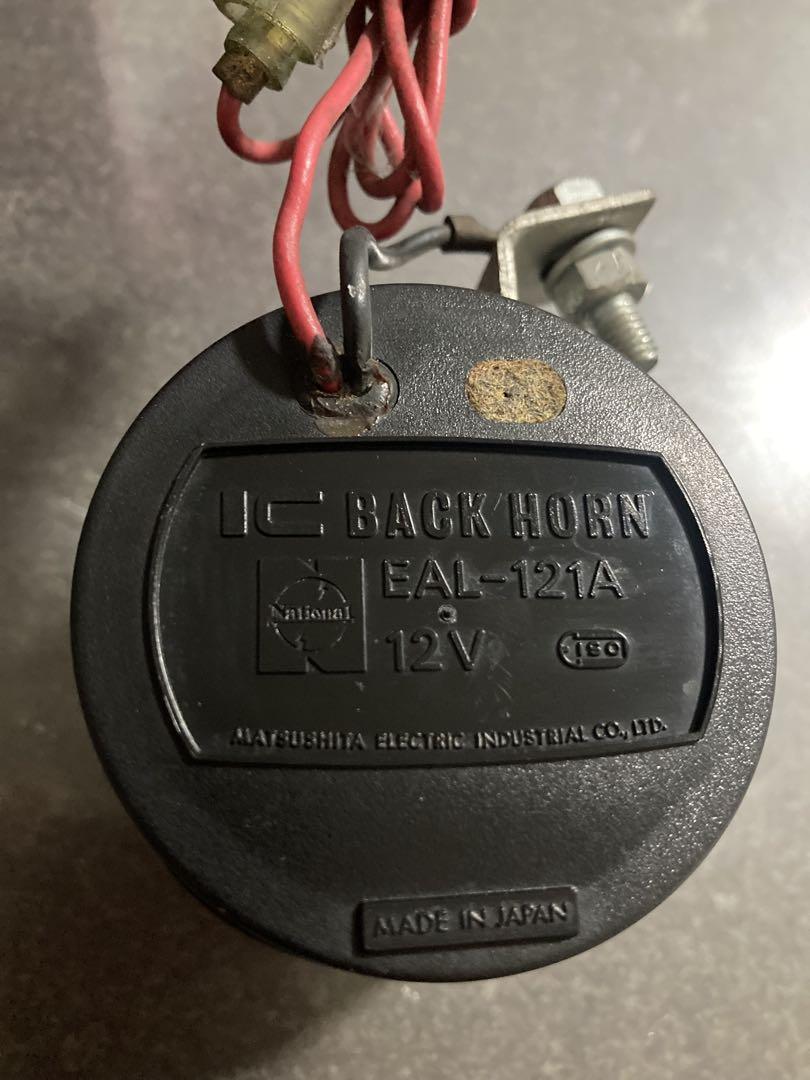 IC BACK HORN
National
EAL-121A
12V
ISO
MATSUSHITA ELECTRIC INDUSTRIAL CO., LTD.
MADE IN JAPAN